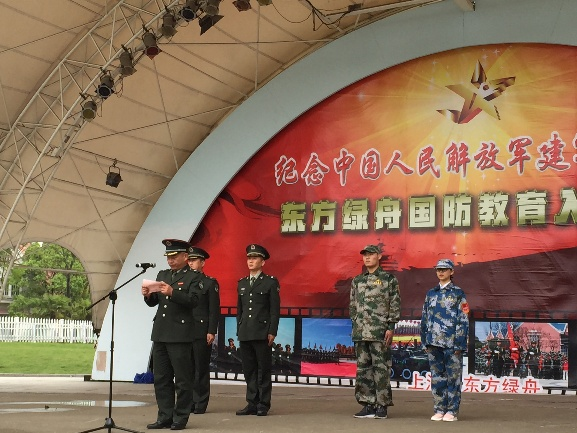 纪念中国人民解放军建
东方绿舟国防教育入
上 东方绿舟